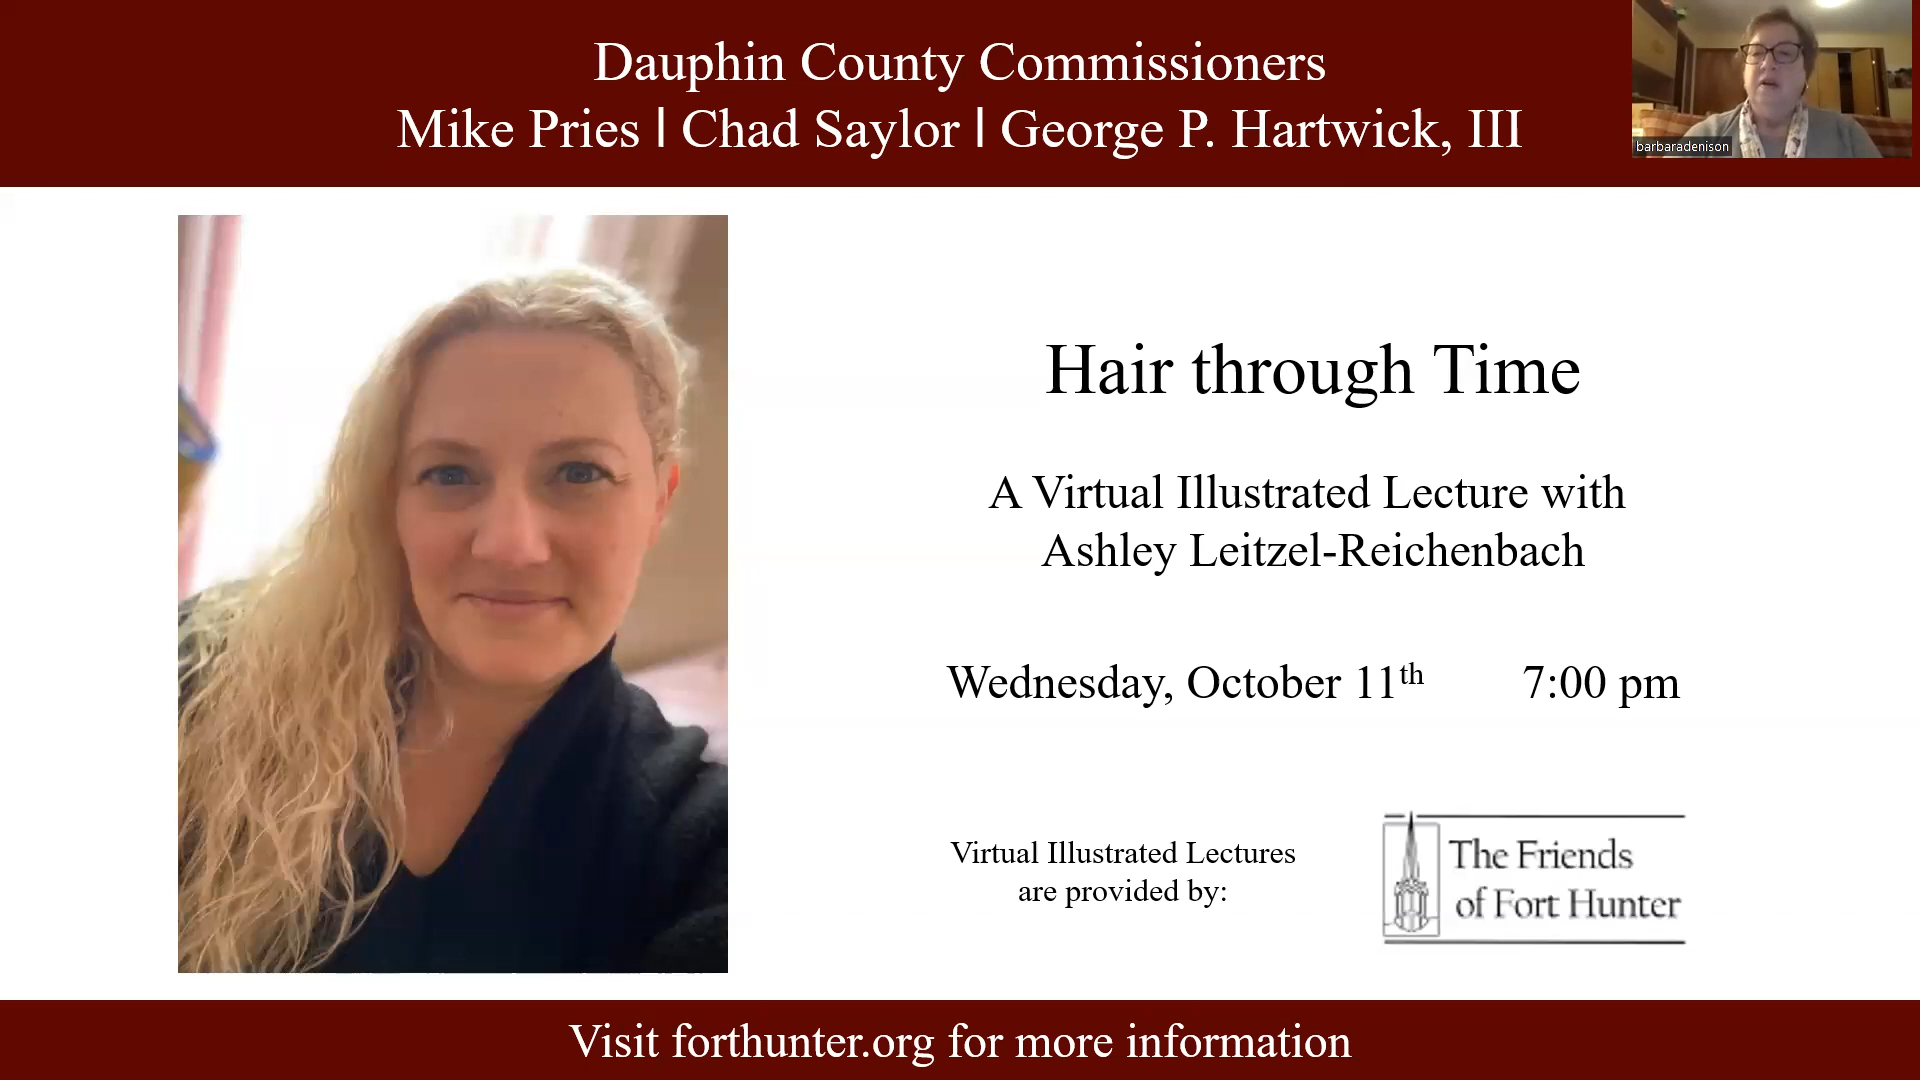 Dauphin County Commissioners
Mike Pries | Chad Saylor | George P. Hartwick, III
barbaradenison
Hair through Time
A Virtual Illustrated Lecture with
Ashley Leitzel-Reichenbach
Wednesday, October 11th 7:00 pm
Virtual Illustrated Lectures
are provided by:
The Friends
of Fort Hunter
Visit forthunter.org for more information